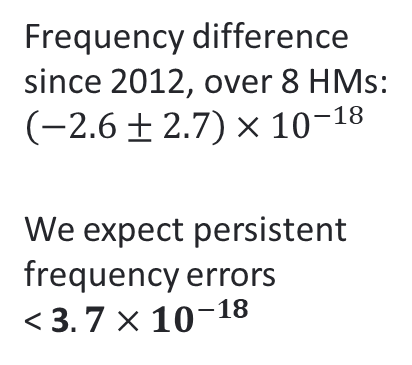 Frequency difference
since 2012, over 8 HMs:
(−2.6 ± 2.7) × 10⁻¹⁸
We expect persistent
frequency errors
< 3.7 × 10⁻¹⁸